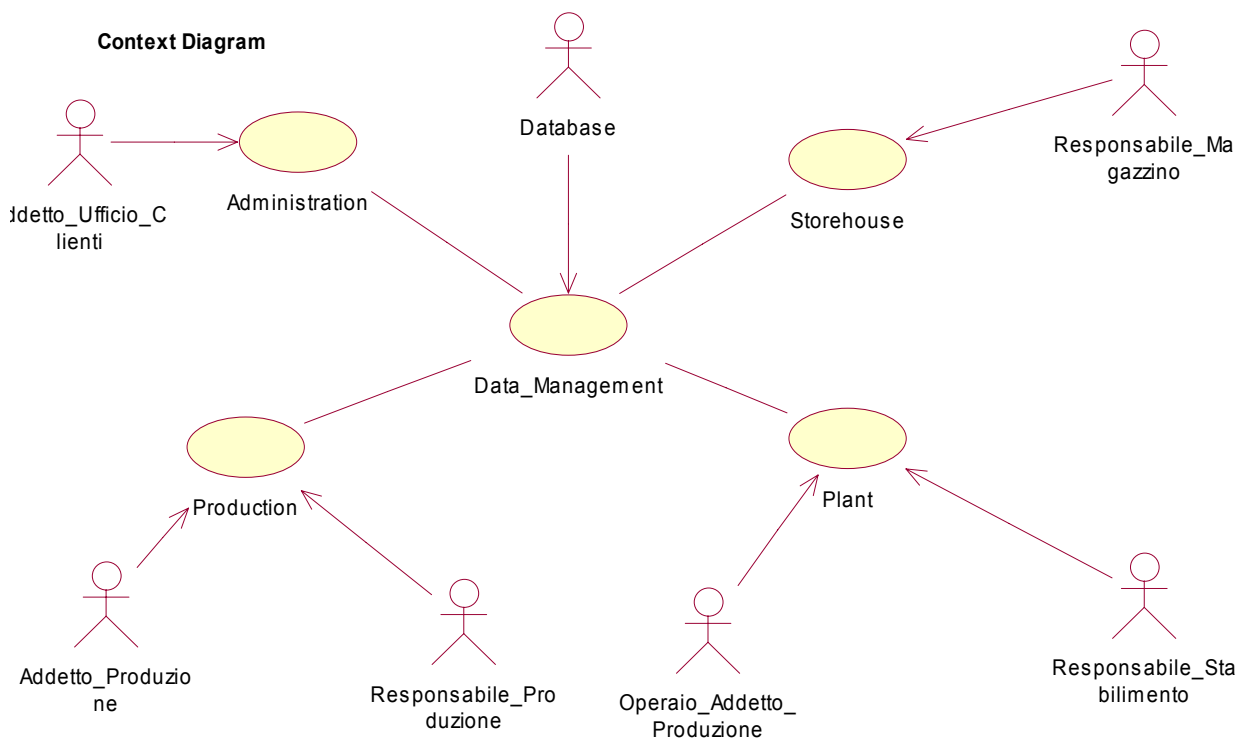 Context Diagram
Database
Responsabile_Ma
gazzino
Administration
ddetto_Ufficio_C
lienti
Storehouse
Data_Management
Production
Plant
Addetto_Produzio
ne
Responsabile_Pro
duzione
Operaio_Addetto_
Produzione
Responsabile_Sta
bilimento